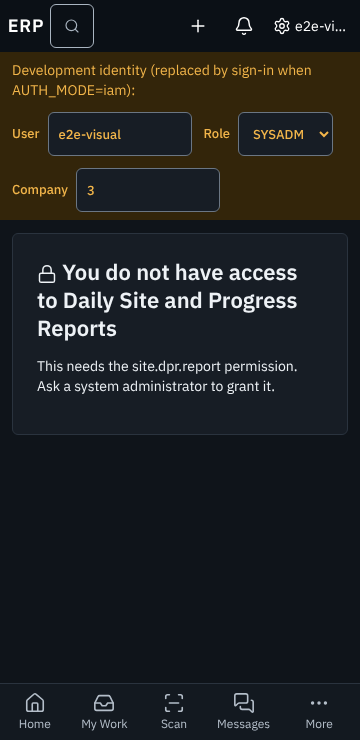 ERP
e2e-vi...
Development identity (replaced by sign-in when
AUTH_MODE=iam):
User e2e-visual Role SYSADM
Company 3
You do not have access
to Daily Site and Progress
Reports
This needs the site.dpr.report permission.
Ask a system administrator to grant it.
Home My Work Scan Messages More